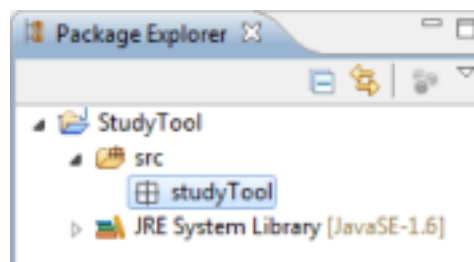 Package Explorer
StudyTool
src
studyTool
JRE System Library [JavaSE-1.6]